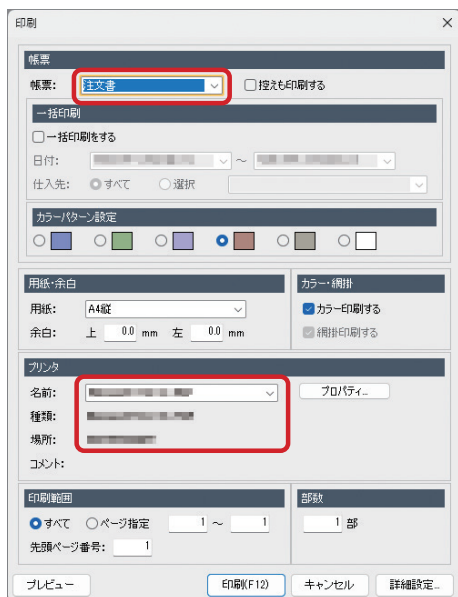 印刷
帳票
帳票: 注文書 控えも印刷する
一括印刷
一括印刷をする
日付: ~
仕入先: すべて 選択
カラーパターン設定
用紙・余白 カラー・網掛
用紙: A4縦 カラー印刷する
余白: 上 0.0 mm 左 0.0 mm 網掛印刷する
プリンタ
名前: プロパティ...
種類:
場所:
コメント:
印刷範囲 部数
すべて ページ指定 1 ~ 1 1 部
先頭ページ番号: 1
プレビュー 印刷(F12) キャンセル 詳細設定...